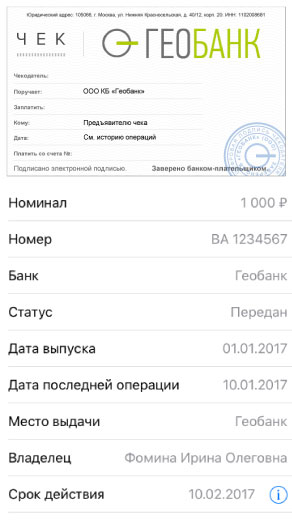 Юридический адрес: 105066, г. Москва, ул. Нижняя Красносельская, д. 40/12, корп. 20. ИНН: 1102008681
ЧЕК ГЕОБАНК
Чекодатель:
Поручает: ООО КБ «Геобанк»
Заплатить:
Кому: Предъявителю чека
Дата: См. историю операций
Платить со счета №:
Подписано электронной подписью. Заверено банком-плательщиком.
Номинал 1 000 ₽
Номер ВА 1234567
Банк Геобанк
Статус Передан
Дата выпуска 01.01.2017
Дата последней операции 10.01.2017
Место выдачи Геобанк
Владелец Фомина Ирина Олеговна
Срок действия 10.02.2017